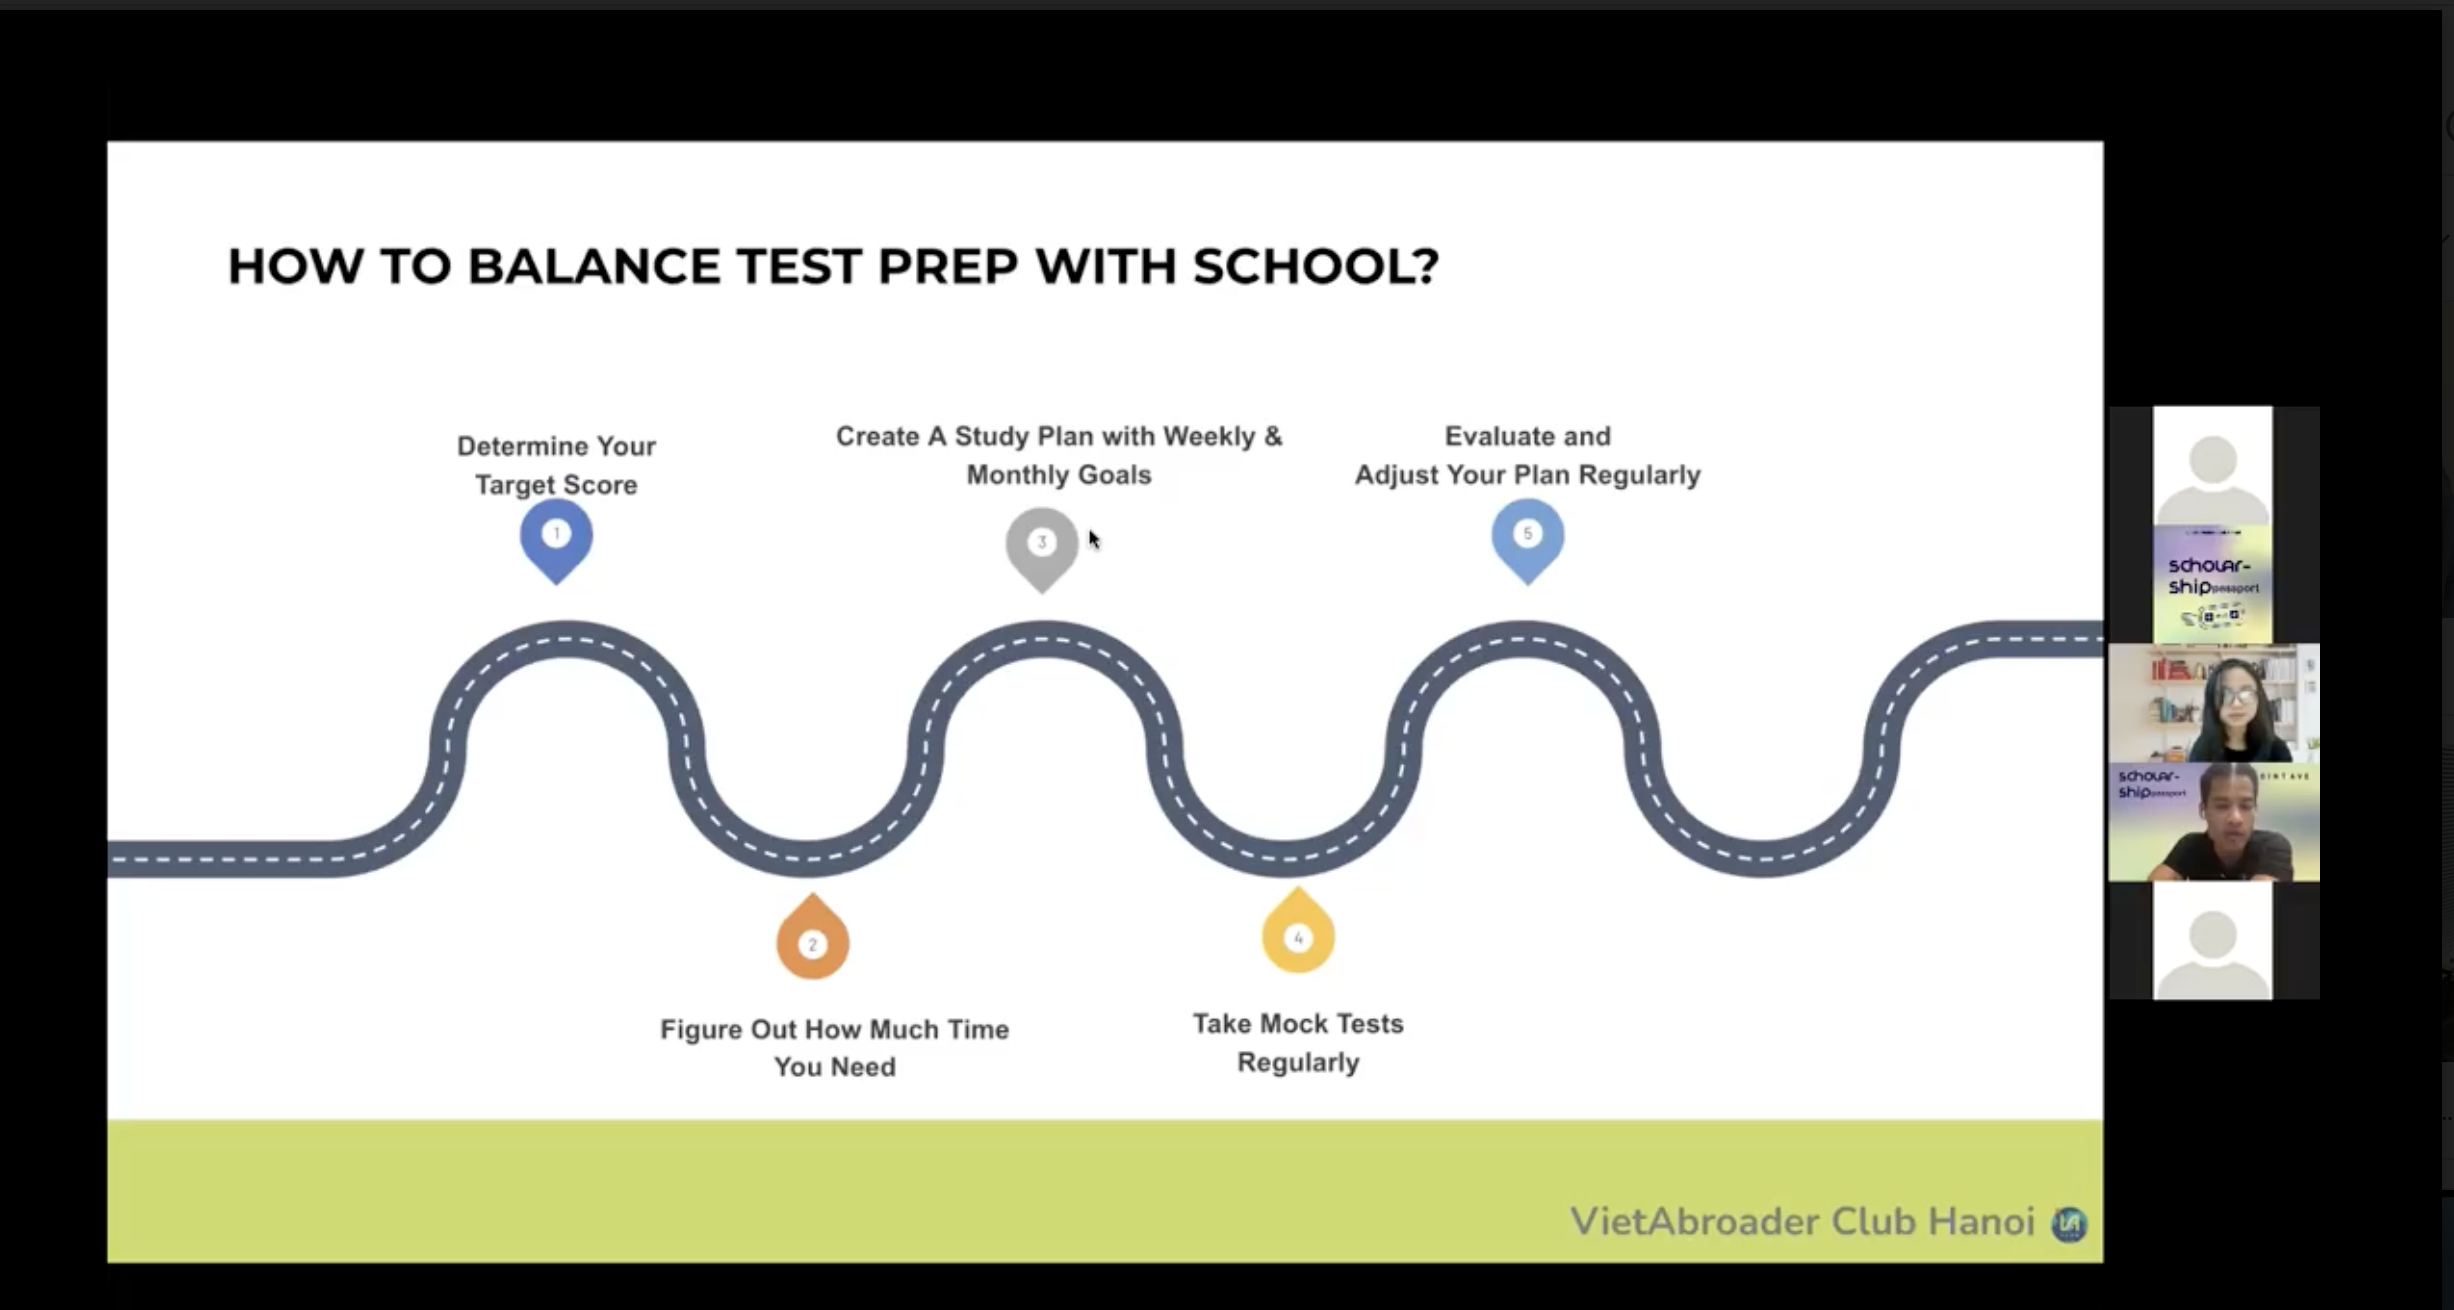 HOW TO BALANCE TEST PREP WITH SCHOOL?
Determine Your
Target Score
1
Figure Out How Much Time
You Need
2
Create A Study Plan with Weekly &
Monthly Goals
3
Take Mock Tests
Regularly
4
Evaluate and
Adjust Your Plan Regularly
5
VietAbroader Club Hanoi
scholar-
ship passport
scholar-
ship passport